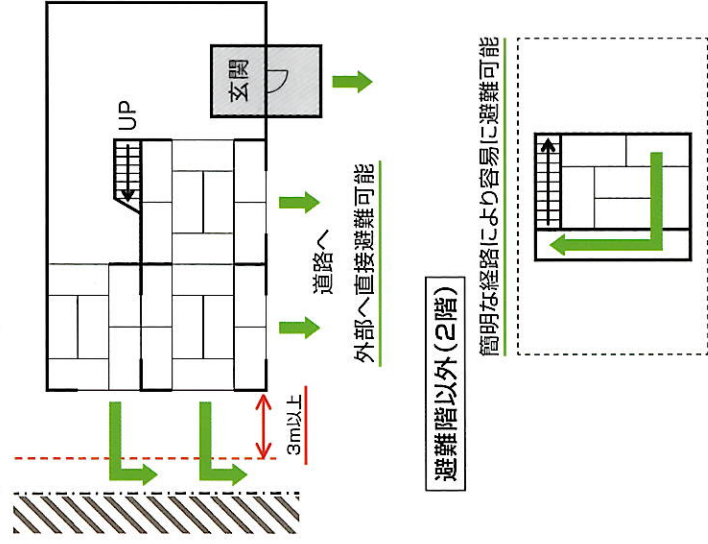 玄関
UP
道路へ
外部へ直接避難可能
3m以上
避難階以外(2階)
簡明な経路により容易に避難可能